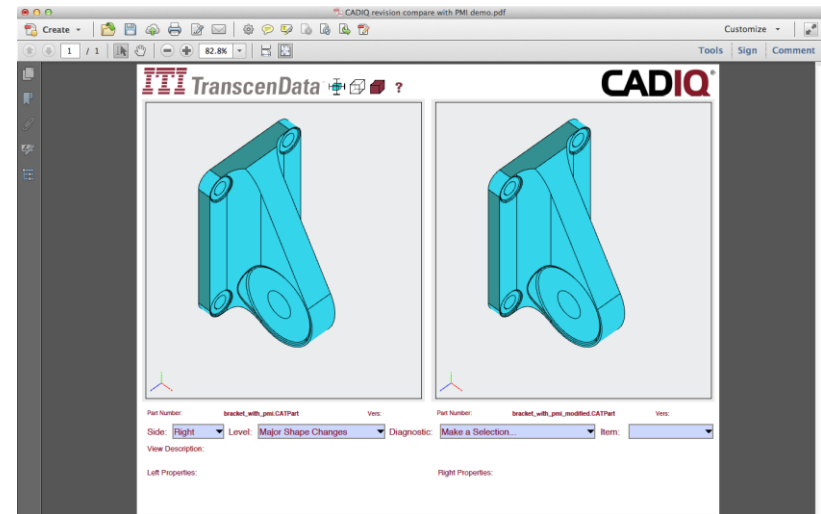 CADIQ revision compare with PMI demo.pdf
Create
Customize
1 / 1
82.8%
Tools Sign Comment
ITI TranscenData ? CADIQ
Part Number: bracket_with_pmi.CATPart Vers: Part Number: bracket_with_pmi_modified.CATPart Vers:
Side: Right Level: Major Shape Changes Diagnostic: Make a Selection... Item:
View Description:
Left Properties: Right Properties: